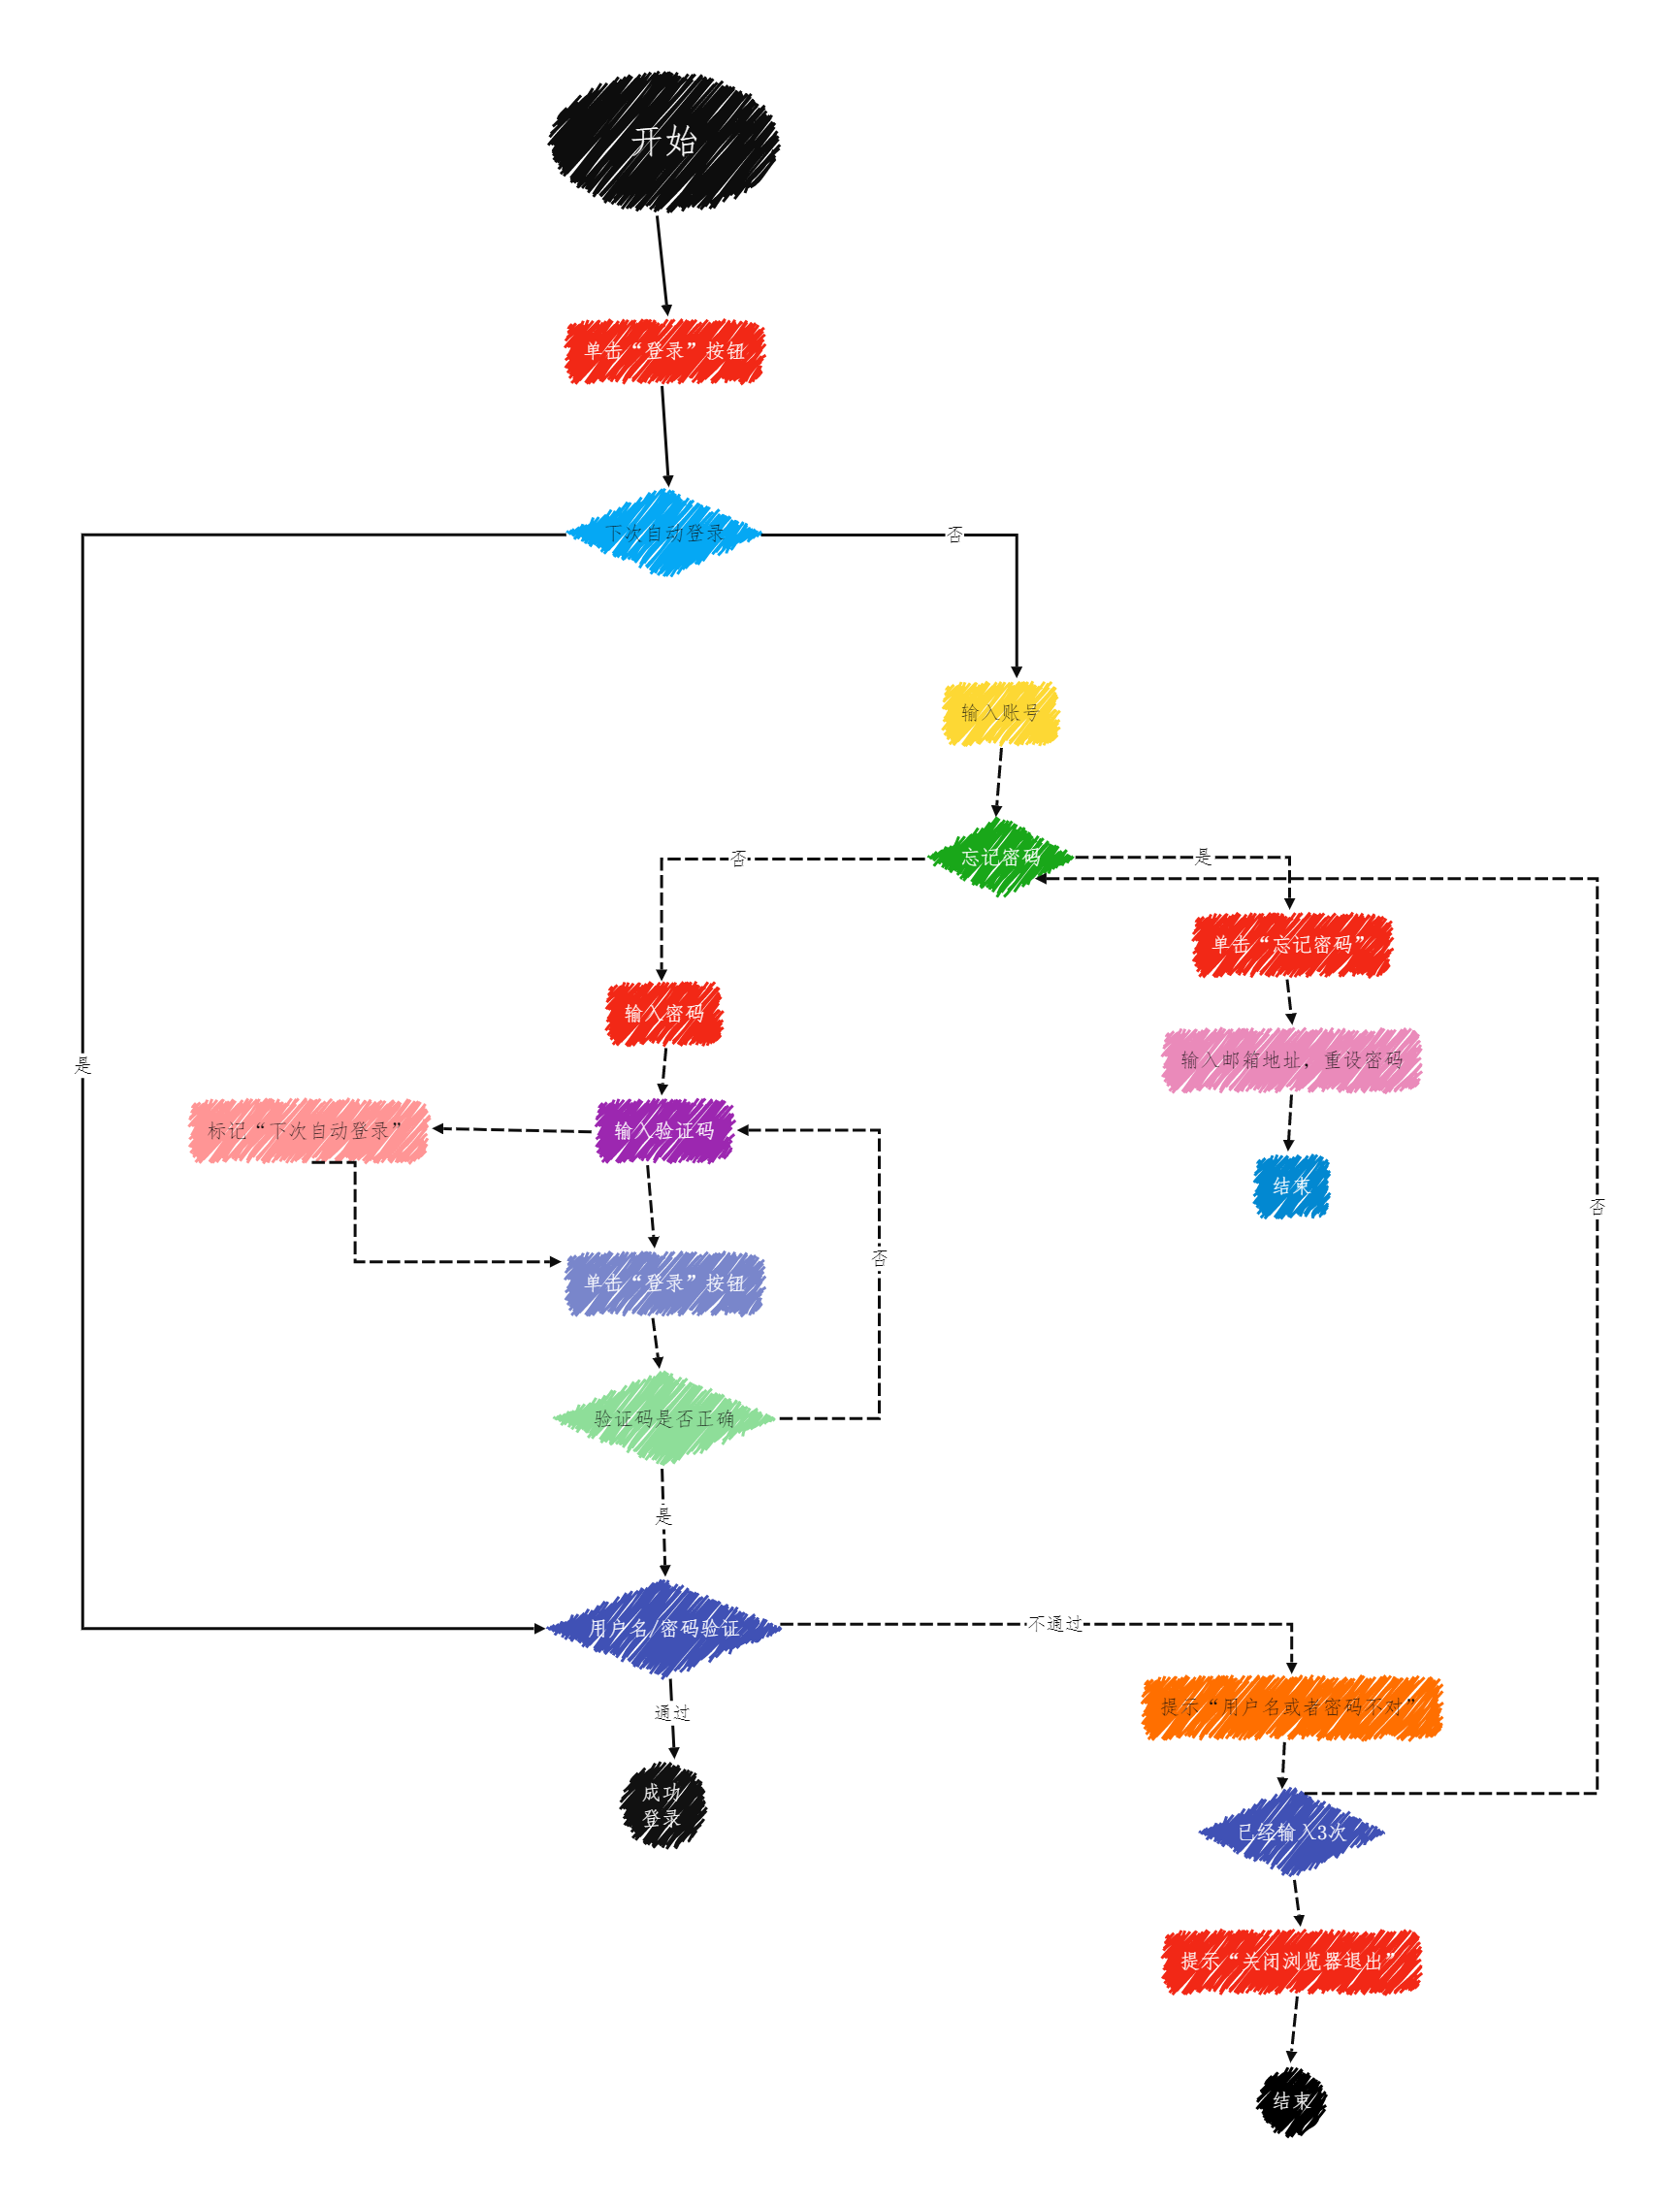 开始
单击“登录”按钮
下次自动登录
否
输入账号
忘记密码
否
是
单击“忘记密码”
输入密码
输入邮箱地址，重设密码
是
标记“下次自动登录”
输入验证码
结束
否
否
单击“登录”按钮
验证码是否正确
是
用户名/密码验证
不通过
通过
提示“用户名或者密码不对”
成功
登录
已经输入3次
提示“关闭浏览器退出”
结束